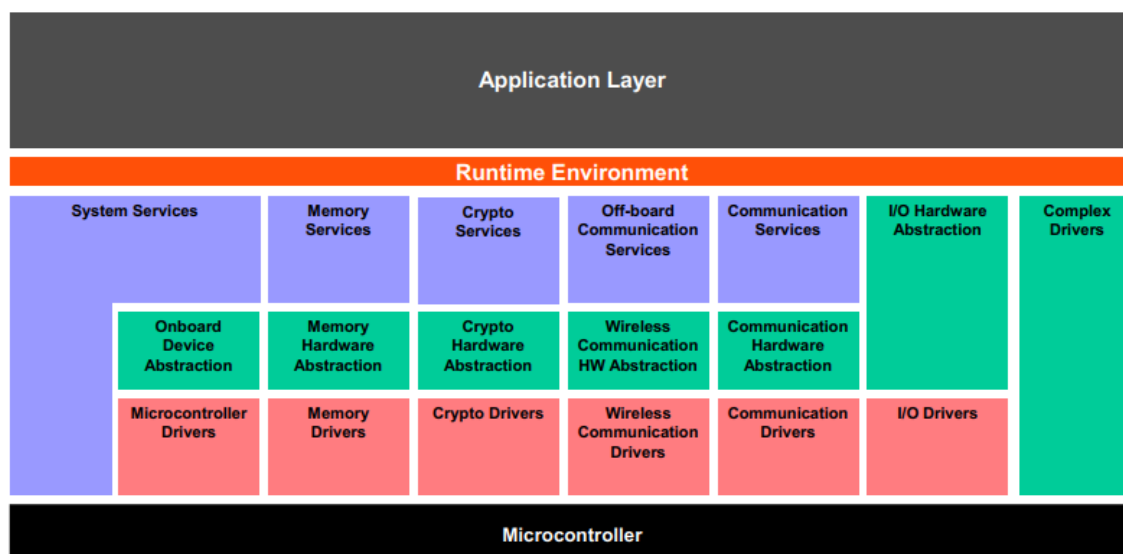 Application Layer
Runtime Environment
System Services
Memory
Services
Crypto
Services
Off-board
Communication
Services
Communication
Services
I/O Hardware
Abstraction
Complex
Drivers
Onboard
Device
Abstraction
Memory
Hardware
Abstraction
Crypto
Hardware
Abstraction
Wireless
Communication
HW Abstraction
Communication
Hardware
Abstraction
Microcontroller
Drivers
Memory
Drivers
Crypto Drivers
Wireless
Communication
Drivers
Communication
Drivers
I/O Drivers
Microcontroller